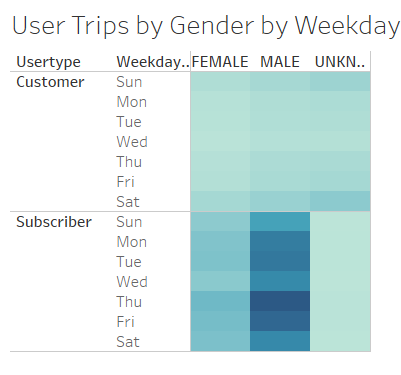 User Trips by Gender by Weekday
Usertype Weekday.. FEMALE MALE UNKN..
Customer Sun
Mon
Tue
Wed
Thu
Fri
Sat
Subscriber Sun
Mon
Tue
Wed
Thu
Fri
Sat